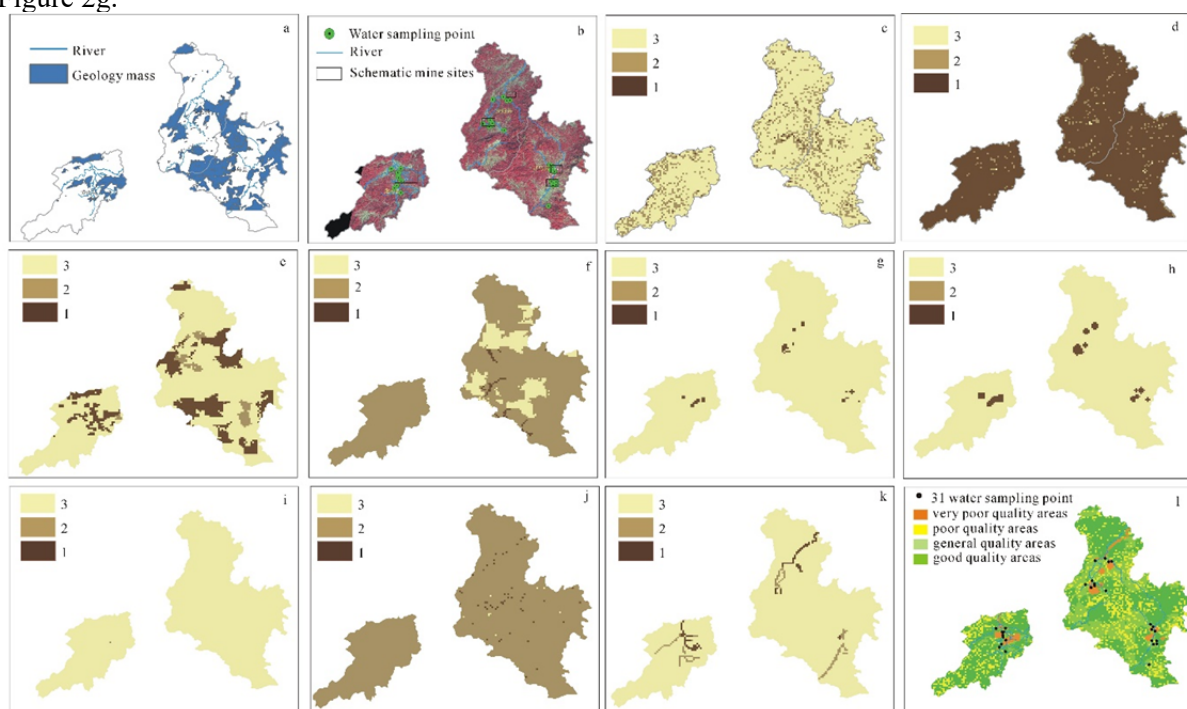 Figure 2g.
a
River
Geology mass
b
Water sampling point
River
Schematic mine sites
c
3
2
1
d
3
2
1
e
3
2
1
f
3
2
1
g
3
2
1
h
3
2
1
i
3
2
1
j
3
2
1
k
3
2
1
l
31 water sampling point
very poor quality areas
poor quality areas
general quality areas
good quality areas